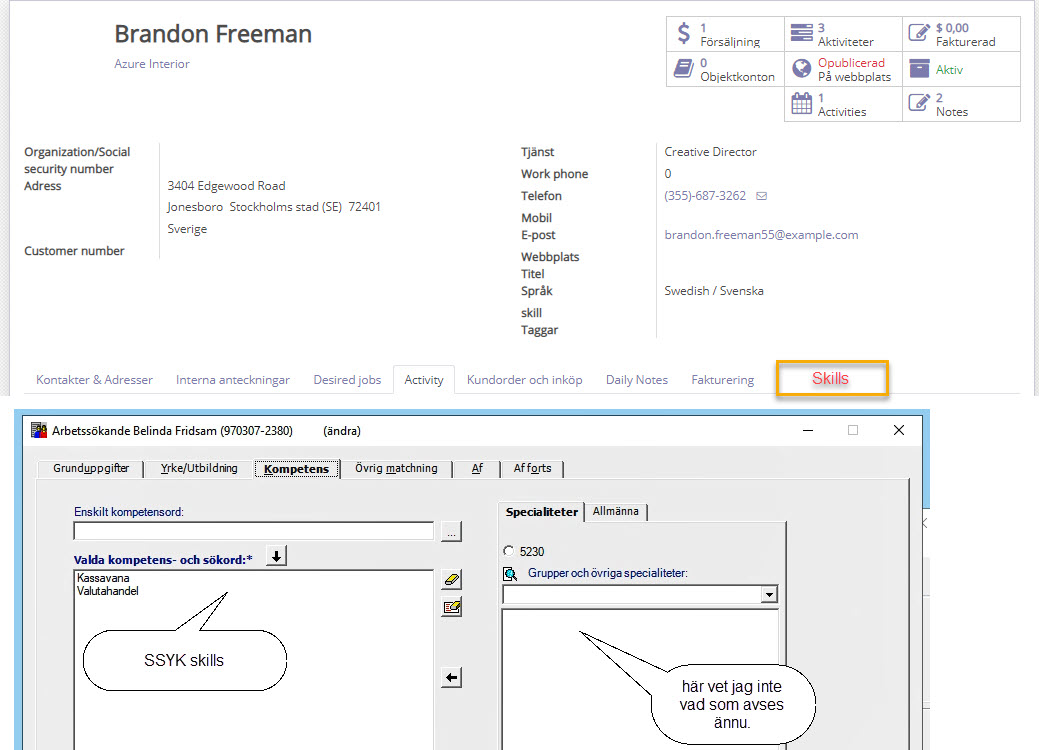 Brandon Freeman
Azure Interior
1
Försäljning
3
Aktiviteter
$ 0,00
Fakturerad
0
Objektkonton
Opublicerad
På webbplats
Aktiv
1
Activities
2
Notes
Organization/Social
security number
Adress
3404 Edgewood Road
Jonesboro Stockholms stad (SE) 72401
Sverige
Customer number
Tjänst Creative Director
Work phone 0
Telefon (355)-687-3262
Mobil
E-post brandon.freeman55@example.com
Webbplats
Titel
Språk Swedish / Svenska
skill
Taggar
Kontakter & Adresser Interna anteckningar Desired jobs Activity Kundorder och inköp Daily Notes Fakturering Skills
Arbetssökande Belinda Fridsam (970307-2380) (ändra)
Grunduppgifter Yrke/Utbildning Kompetens Övrig matchning Af Af forts
Enskilt kompetensord:
...
Valda kompetens- och sökord:*
Kassavana
Valutahandel
SSYK skills
Specialiteter Allmänna
5230
Grupper och övriga specialiteter:
här vet jag inte
vad som avses
ännu.